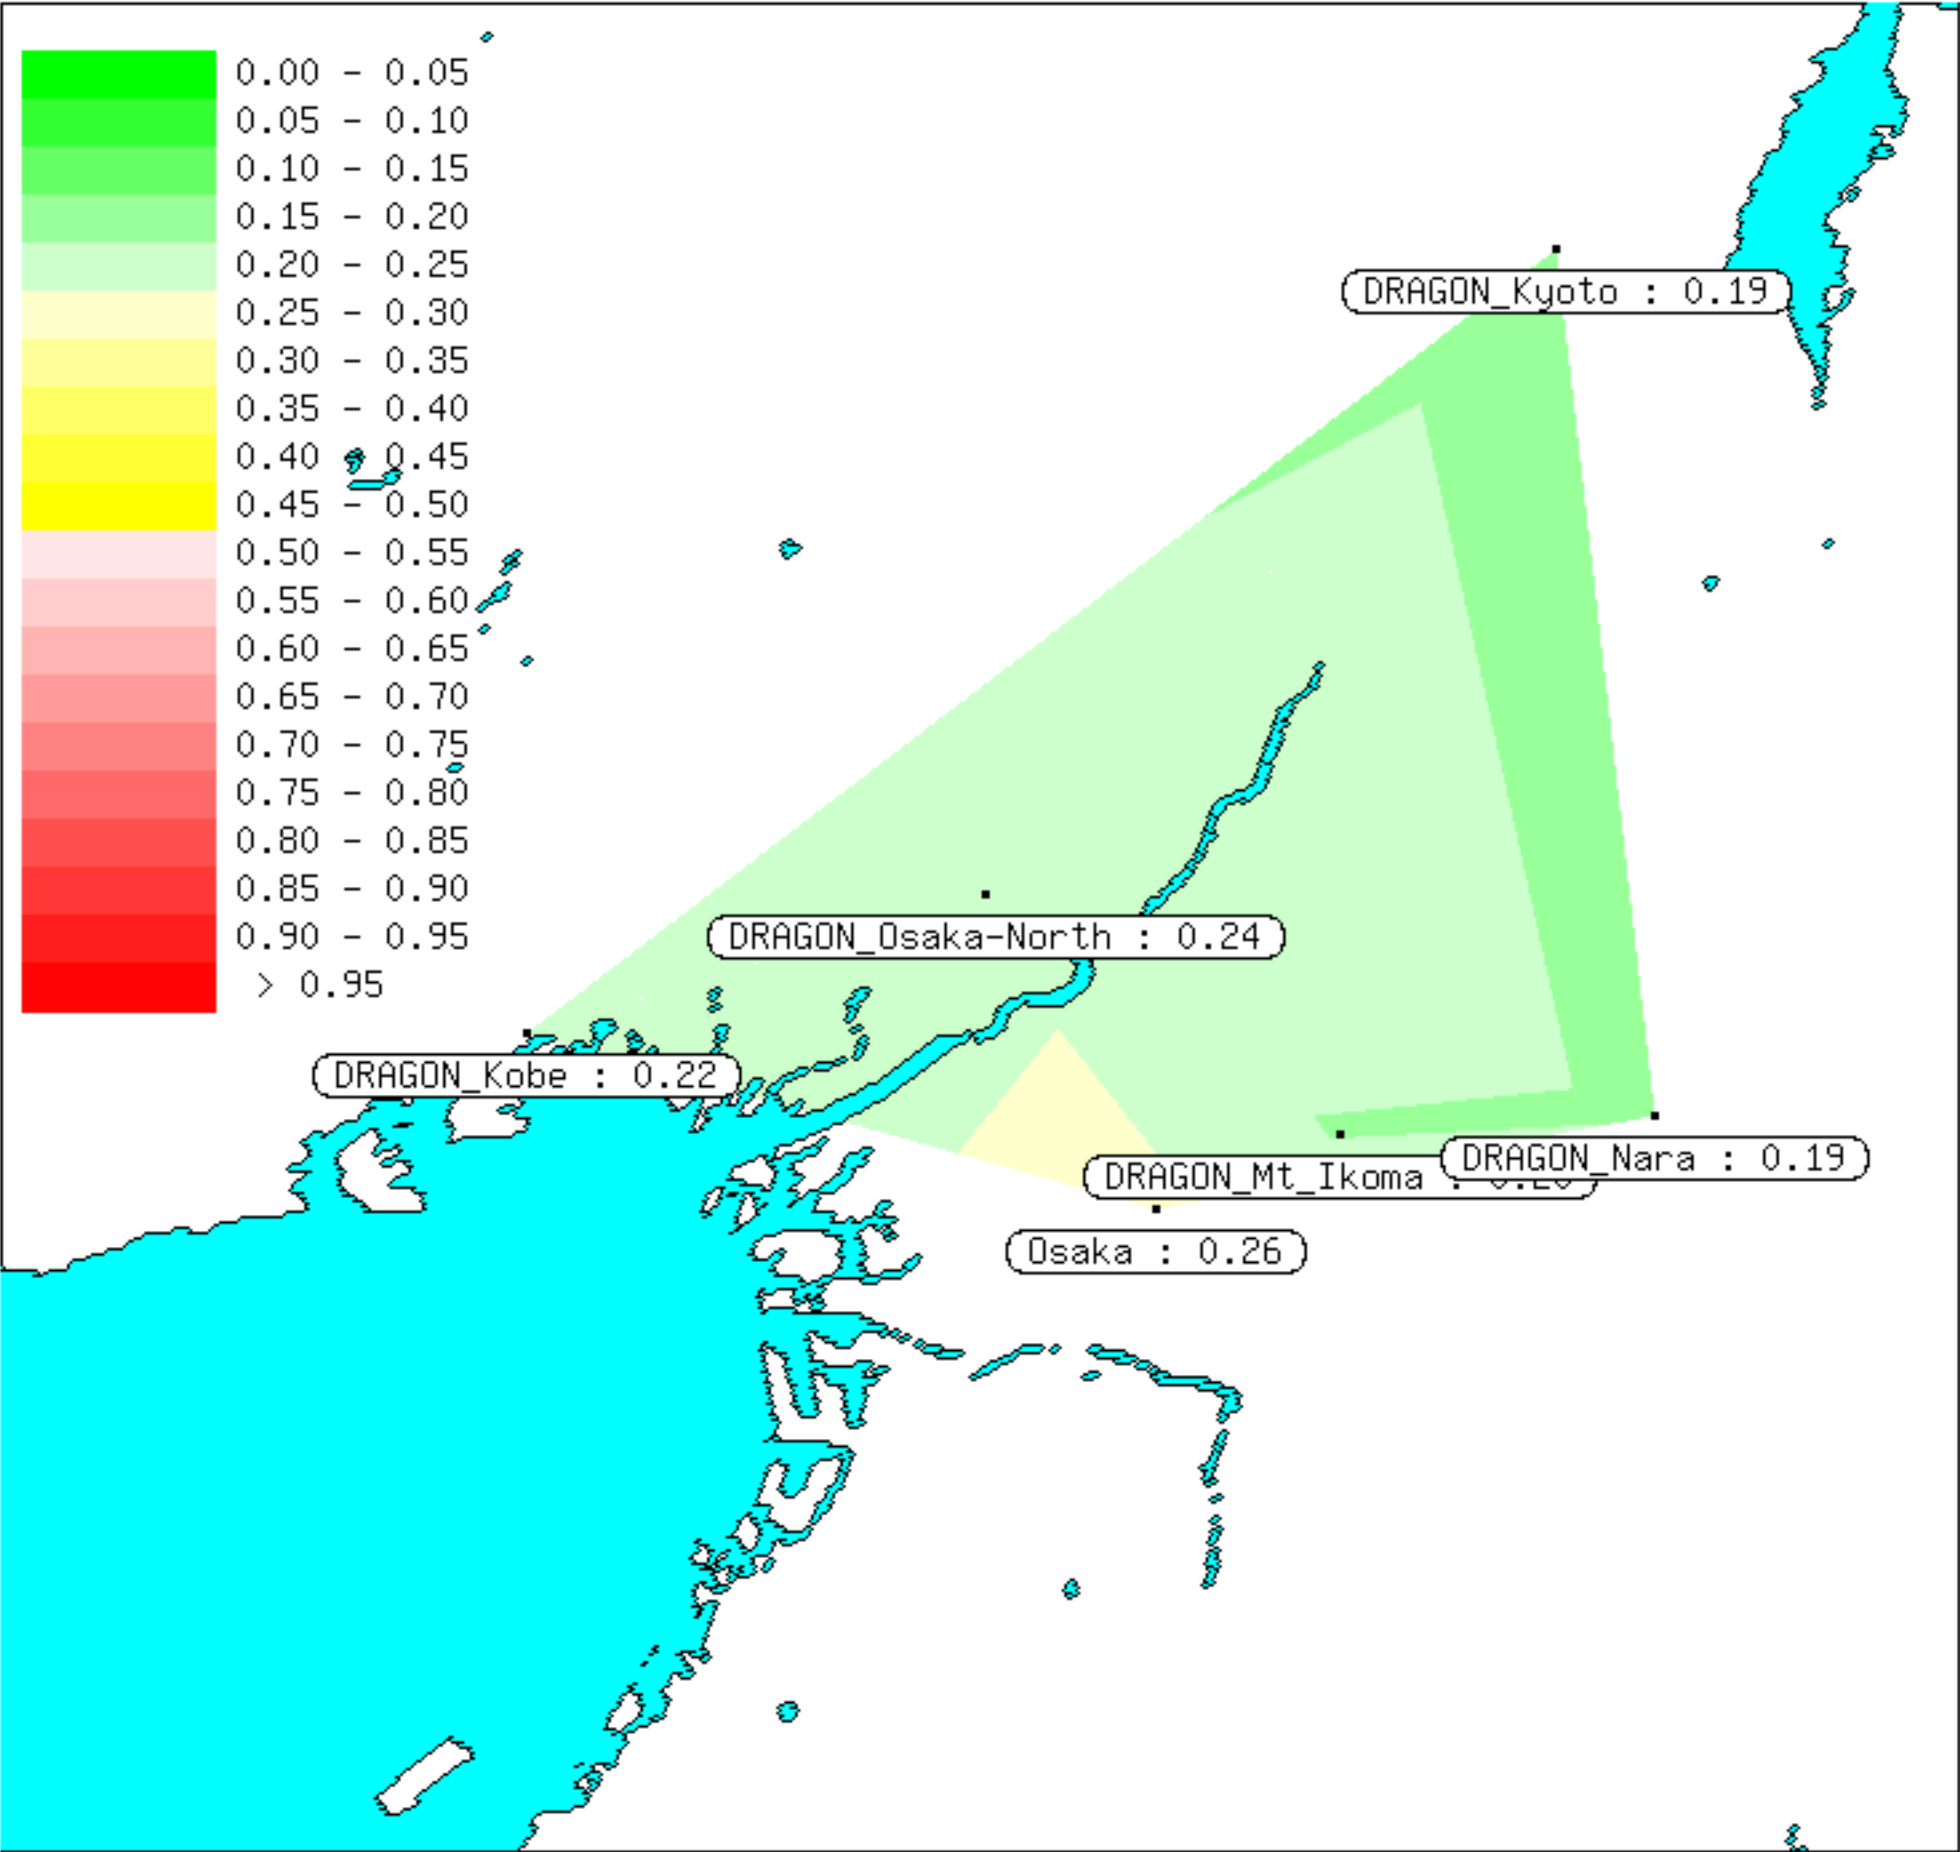 0.00 - 0.05
0.05 - 0.10
0.10 - 0.15
0.15 - 0.20
0.20 - 0.25
0.25 - 0.30
0.30 - 0.35
0.35 - 0.40
0.40 - 0.45
0.45 - 0.50
0.50 - 0.55
0.55 - 0.60
0.60 - 0.65
0.65 - 0.70
0.70 - 0.75
0.75 - 0.80
0.80 - 0.85
0.85 - 0.90
0.90 - 0.95
> 0.95
DRAGON_Kyoto : 0.19
DRAGON_Osaka-North : 0.24
DRAGON_Kobe : 0.22
DRAGON_Nara : 0.19
DRAGON_Mt_Ikoma :
Osaka : 0.26